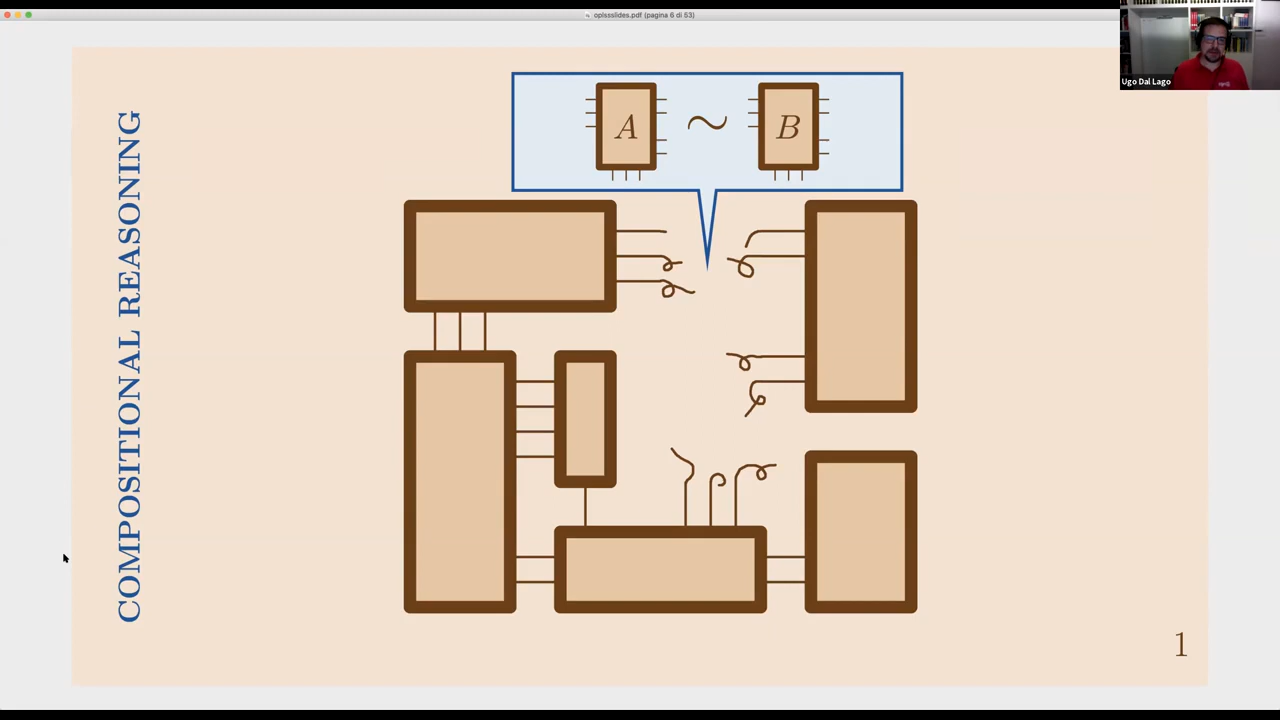 opissslides.pdf (pagina 6 di 53)
Ugo Dal Lago
COMPOSITIONAL REASONING
A ~ B
1